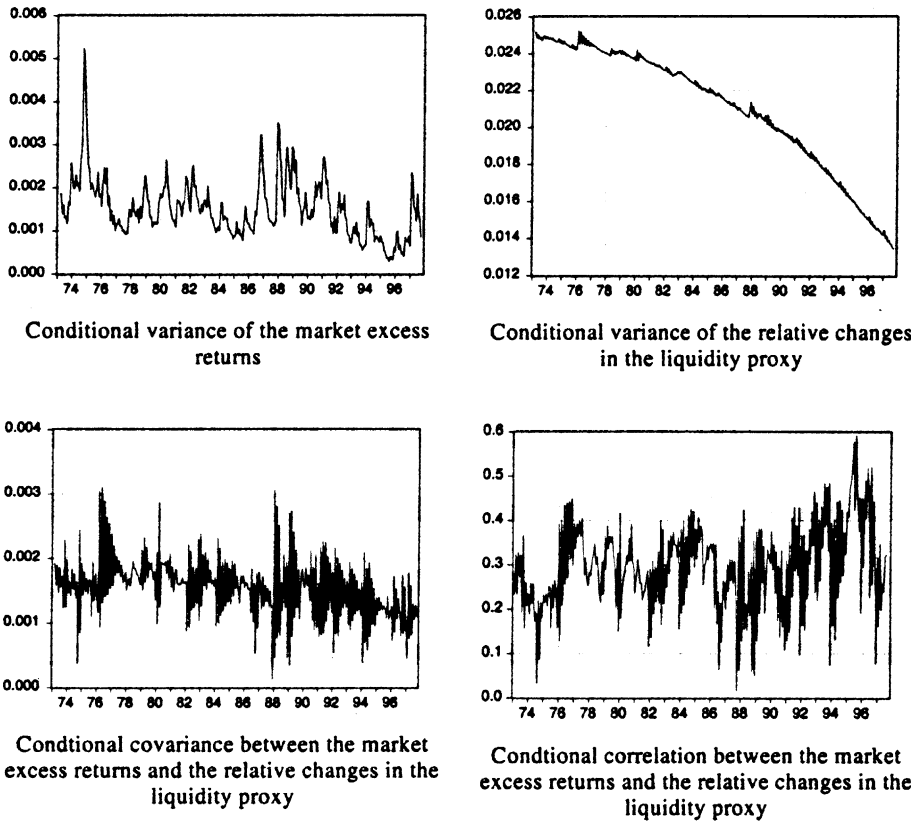 0.006
0.005
0.004
0.003
0.002
0.001
0.000
74 76 78 80 82 84 86 88 90 92 94 96
Conditional variance of the market excess
returns
0.026
0.024
0.022
0.020
0.018
0.016
0.014
0.012
74 76 78 80 82 84 86 88 90 92 94 96
Conditional variance of the relative changes
in the liquidity proxy
0.004
0.003
0.002
0.001
0.000
74 76 78 80 82 84 86 88 90 92 94 96
Condtional covariance between the market
excess returns and the relative changes in the
liquidity proxy
0.6
0.5
0.4
0.3
0.2
0.1
0.0
74 76 78 80 82 84 86 88 90 92 94 96
Condtional correlation between the market
excess returns and the relative changes in the
liquidity proxy